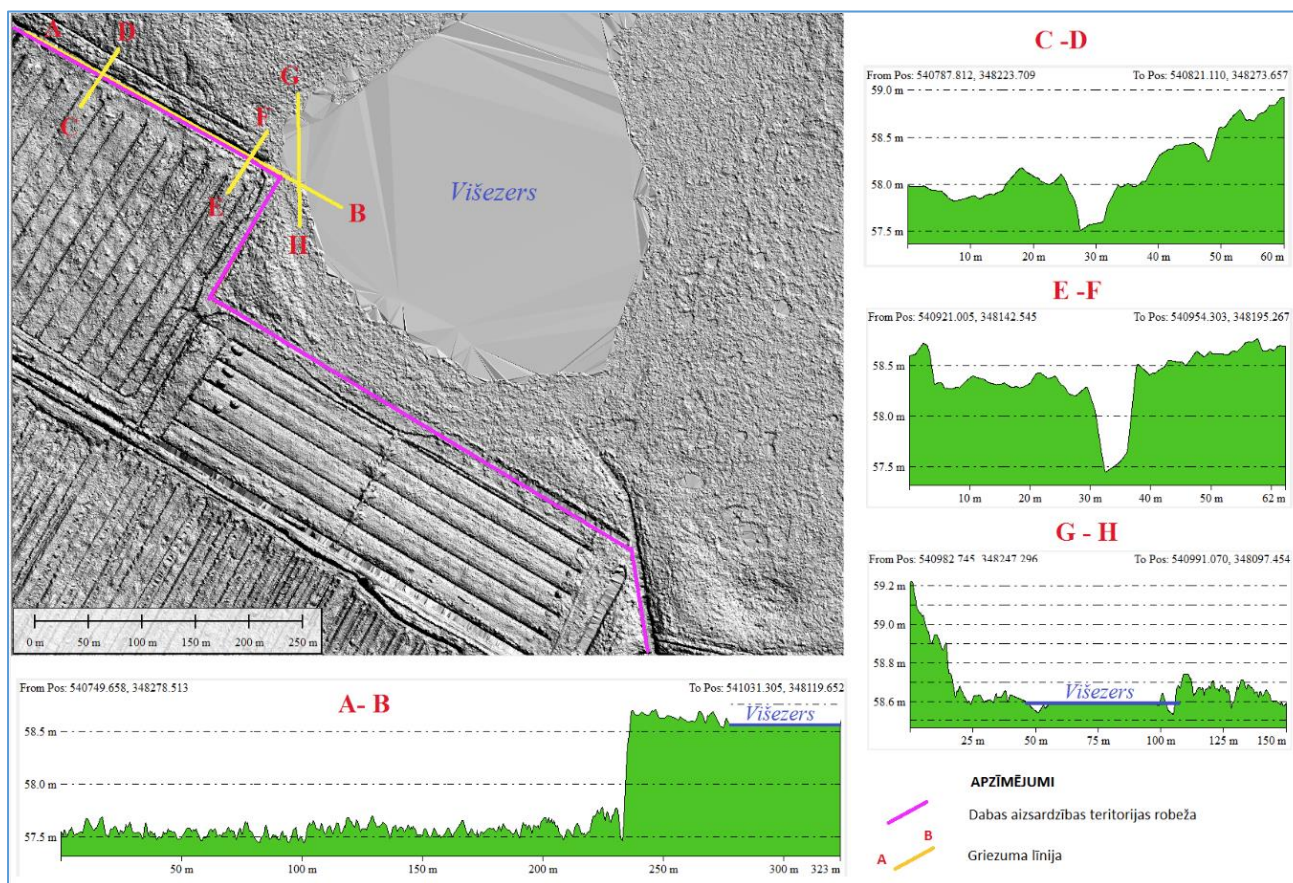 A
D
C
G
F
E
B
H
Višezers
0 m 50 m 100 m 150 m 200 m 250 m
C -D
From Pos: 540787.812, 348223.709 To Pos: 540821.110, 348273.657
59.0 m
58.5 m
58.0 m
57.5 m
10 m 20 m 30 m 40 m 50 m 60 m
E -F
From Pos: 540921.005, 348142.545 To Pos: 540954.303, 348195.267
58.5 m
58.0 m
57.5 m
10 m 20 m 30 m 40 m 50 m 62 m
G - H
From Pos: 540982.745, 348247.296 To Pos: 540991.070, 348097.454
59.2 m
59.0 m
58.8 m
58.6 m
Višezers
25 m 50 m 75 m 100 m 125 m 150 m
From Pos: 540749.658, 348278.513 To Pos: 541031.305, 348119.652
A- B
58.5 m
58.0 m
57.5 m
Višezers
50 m 100 m 150 m 200 m 250 m 300 m 323 m
APZĪMĒJUMI
Dabas aizsardzības teritorijas robeža
A B Griezuma līnija